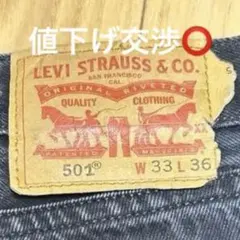 値下げ交渉⭕
LEVI STRAUSS & CO.
SAN FRANCISCO
CAL.
ORIGINAL RIVETED
QUALITY CLOTHING
501® W 33 L 36